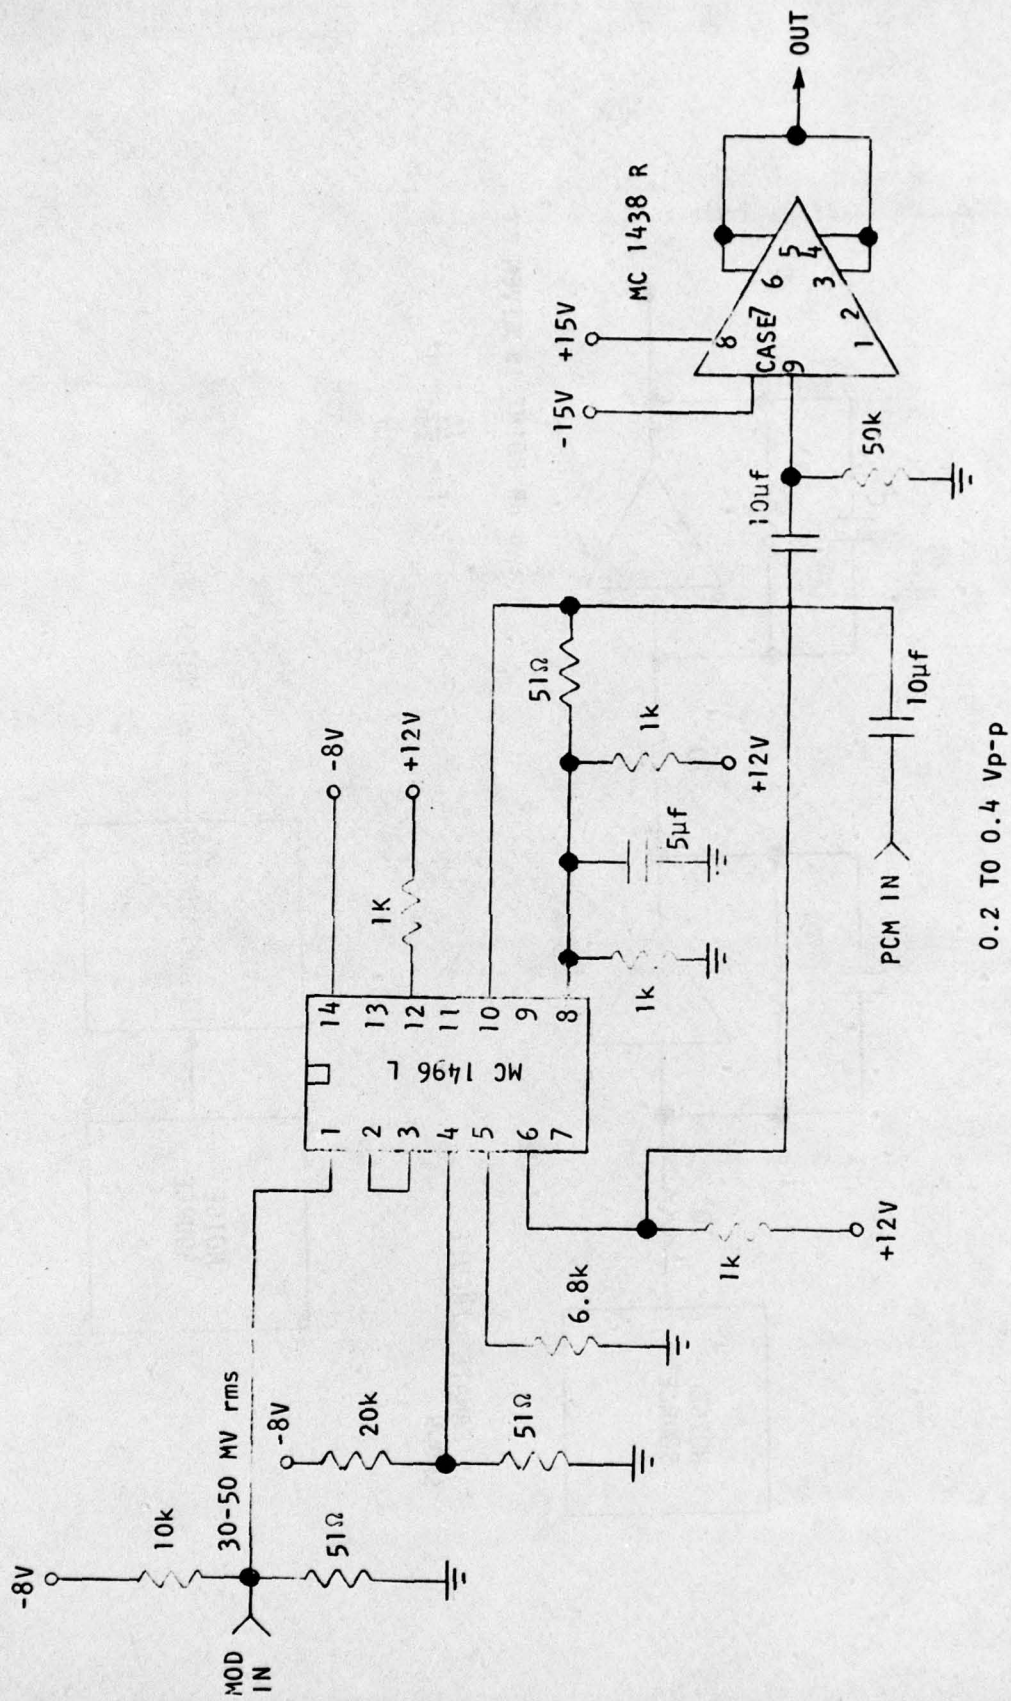 -8V
10k
MOD
IN
30-50 MV rms
51Ω
-8V
20k
51Ω
6.8k
1k
+12V
1
2
3
4
5
6
7
MC 1496 L
14
13
12
11
10
9
8
-8V
1K
+12V
1k
5µf
1k
+12V
51Ω
PCM IN
10µf
0.2 TO 0.4 Vp-p
10µf
50k
-15V
+15V
MC 1438 R
8
CASE
7
9
6
5
4
3
2
1
OUT